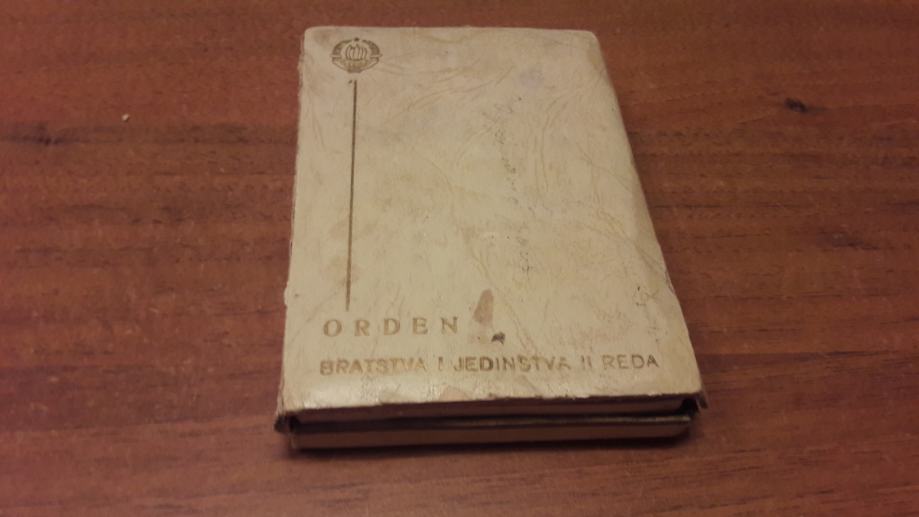 ORDEN
BRATSTVA I JEDINSTVA II REDA